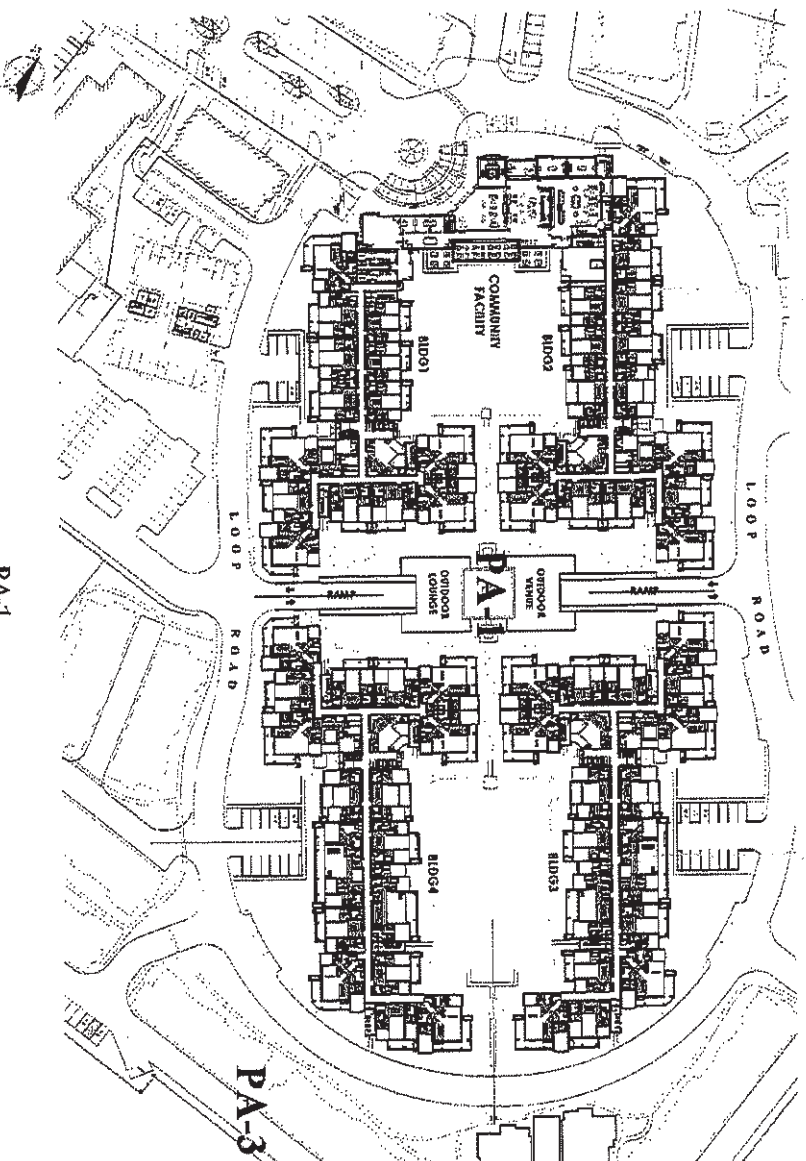 COMMUNITY
FACILITY
BLDG1
BLDG2
LOOP
ROAD
LOOP
ROAD
RAMP
OUTDOOR
LOUNGE
PA-1
OUTDOOR
VENUE
RAMP
BLDG4
BLDG3
PA-1
PA-3